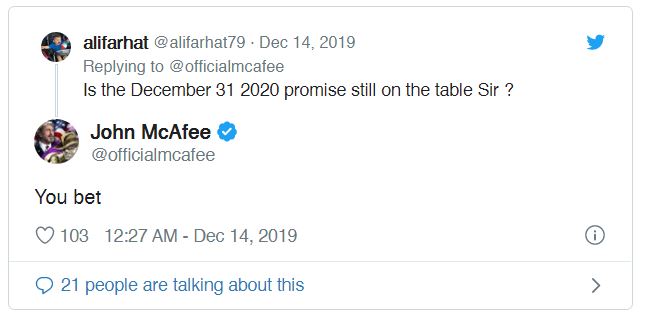 alifarhat @alifarhat79 · Dec 14, 2019
Replying to @officialmcafee
Is the December 31 2020 promise still on the table Sir ?
John McAfee
@officialmcafee
You bet
103 12:27 AM - Dec 14, 2019
21 people are talking about this